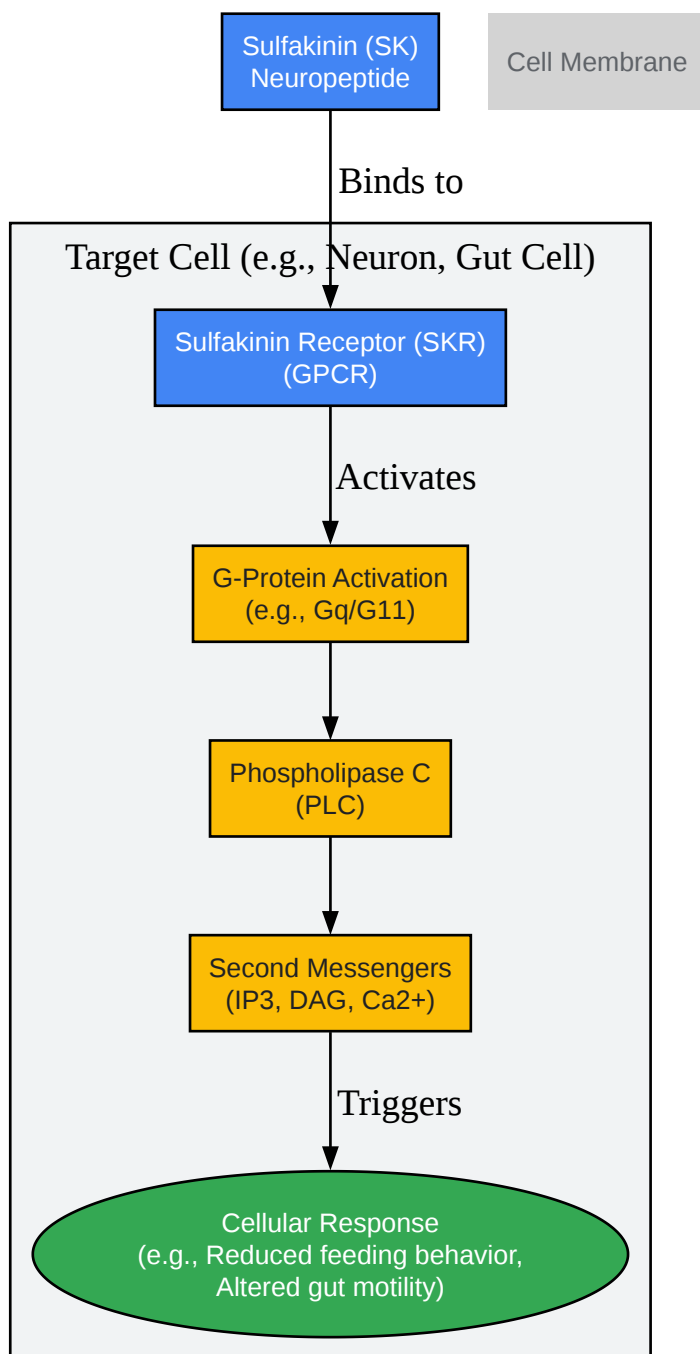 Sulfakinin (SK)
Neuropeptide
Cell Membrane
Binds to
Target Cell (e.g., Neuron, Gut Cell)
Sulfakinin Receptor (SKR)
(GPCR)
Activates
G-Protein Activation
(e.g., Gq/G11)
Phospholipase C
(PLC)
Second Messengers
(IP3, DAG, Ca2+)
Triggers
Cellular Response
(e.g., Reduced feeding behavior,
Altered gut motility)